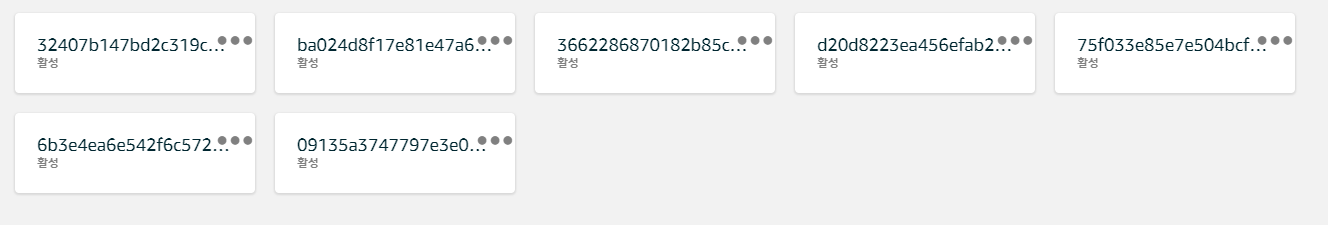 32407b147bd2c319c...
활성
ba024d8f17e81e47a6...
활성
3662286870182b85c...
활성
d20d8223ea456efab2...
활성
75f033e85e7e504bcf...
활성
6b3e4ea6e542f6c572...
활성
09135a3747797e3e0...
활성